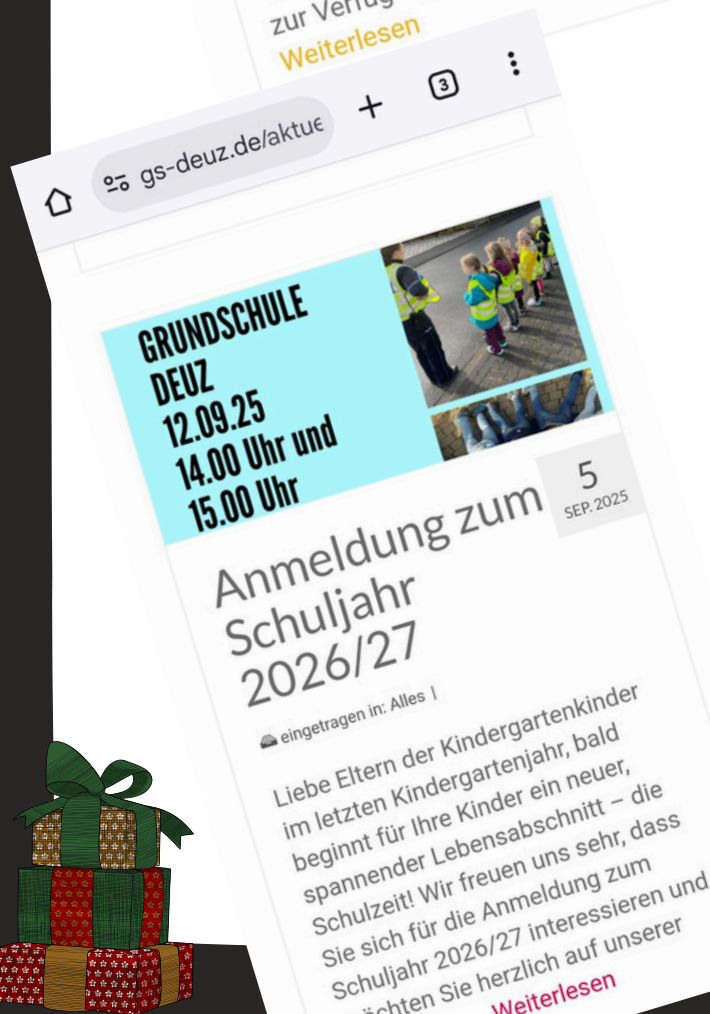 zur Verfüg
Weiterlesen
3
gs-deuz.de/aktue
GRUNDSCHULE
DEUZ
12.09.25
14.00 Uhr und
15.00 Uhr
5
SEP. 2025
Anmeldung zum
Schuljahr
2026/27
eingetragen in: Alles |
Liebe Eltern der Kindergartenkinder
im letzten Kindergartenjahr, bald
beginnt für Ihre Kinder ein neuer,
spannender Lebensabschnitt – die
Schulzeit! Wir freuen uns sehr, dass
Sie sich für die Anmeldung zum
Schuljahr 2026/27 interessieren und
öchten Sie herzlich auf unserer
Weiterlesen